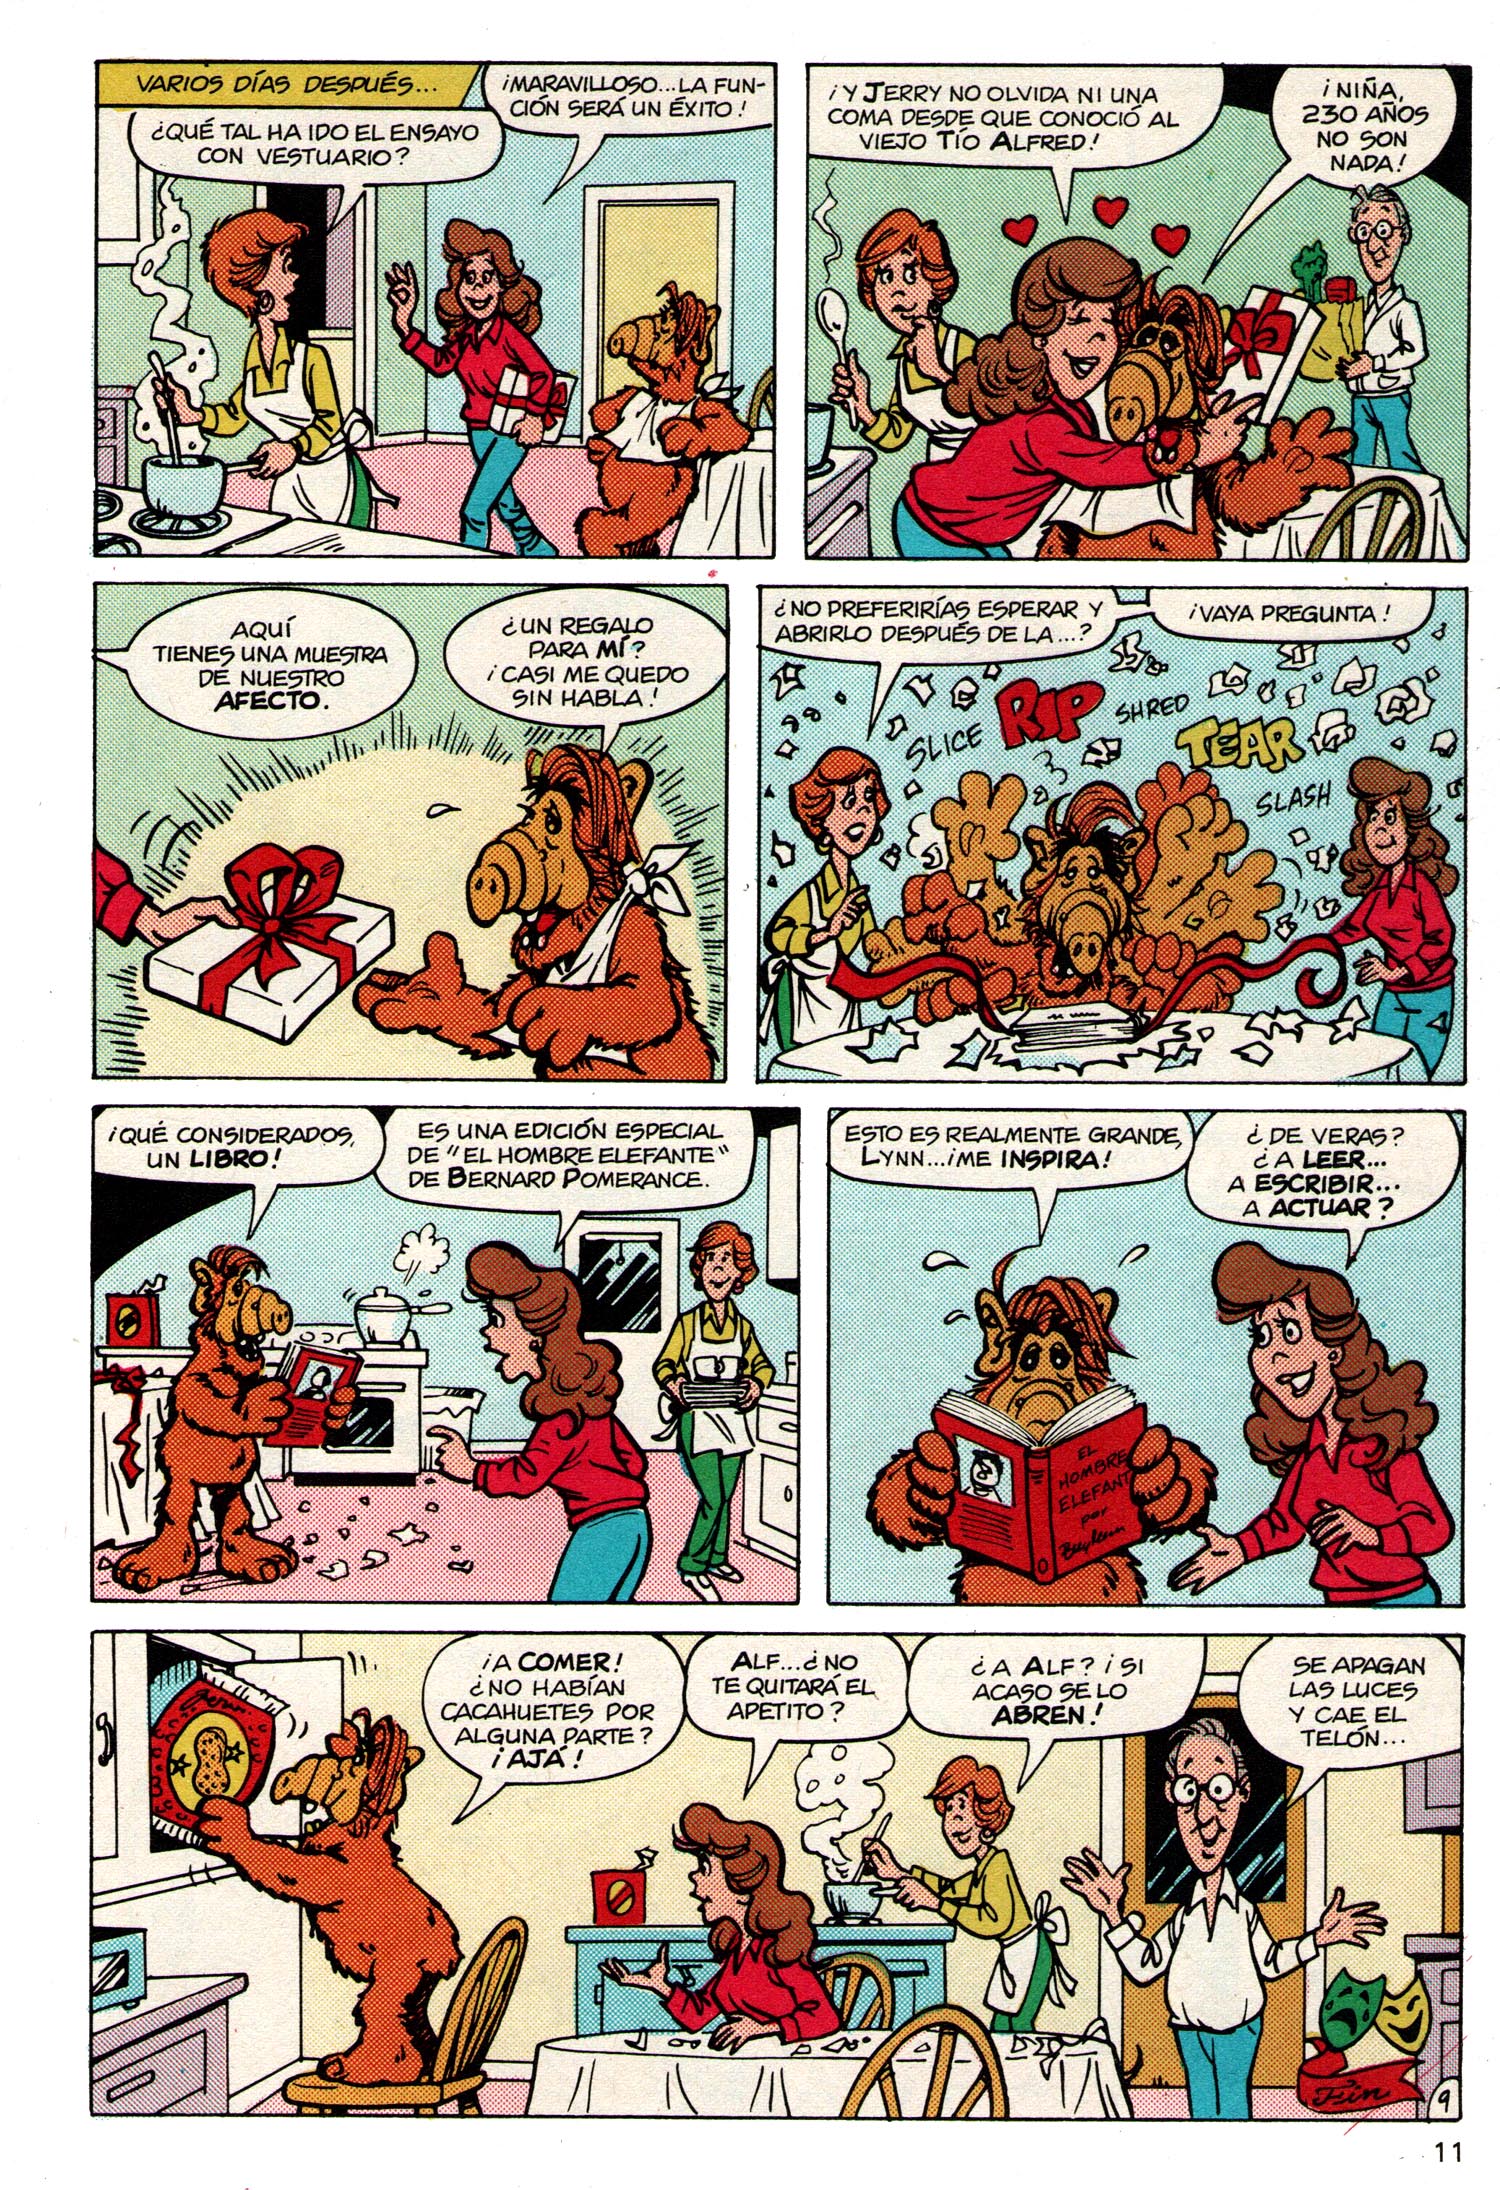 VARIOS DÍAS DESPUÉS...
¿QUÉ TAL HA IDO EL ENSAYO
CON VESTUARIO?
¡MARAVILLOSO...LA FUN-
CIÓN SERÁ UN ÉXITO!
¡Y JERRY NO OLVIDA NI UNA
COMA DESDE QUE CONOCIÓ AL
VIEJO TÍO ALFRED!
¡NIÑA,
230 AÑOS
NO SON
NADA!
AQUÍ
TIENES UNA MUESTRA
DE NUESTRO
AFECTO.
¿UN REGALO
PARA MÍ?
¡CASI ME QUEDO
SIN HABLA!
¿NO PREFERIRÍAS ESPERAR Y
ABRIRLO DESPUÉS DE LA...?
¡VAYA PREGUNTA!
SLICE
RIP
SHRED
TEAR
SLASH
¡QUÉ CONSIDERADOS,
UN LIBRO!
ES UNA EDICIÓN ESPECIAL
DE "EL HOMBRE ELEFANTE"
DE BERNARD POMERANCE.
ESTO ES REALMENTE GRANDE,
LYNN...¡ME INSPIRA!
¿DE VERAS?
¿A LEER...
A ESCRIBIR...
A ACTUAR?
EL
HOMBRE
ELEFANT
por
¡A COMER!
¿NO HABÍAN
CACAHUETES POR
ALGUNA PARTE?
¡AJÁ!
ALF...¿NO
TE QUITARÁ EL
APETITO?
¿A ALF? ¡SI
ACASO SE LO
ABREN!
SE APAGAN
LAS LUCES
Y CAE EL
TELÓN...
Fin
9
11